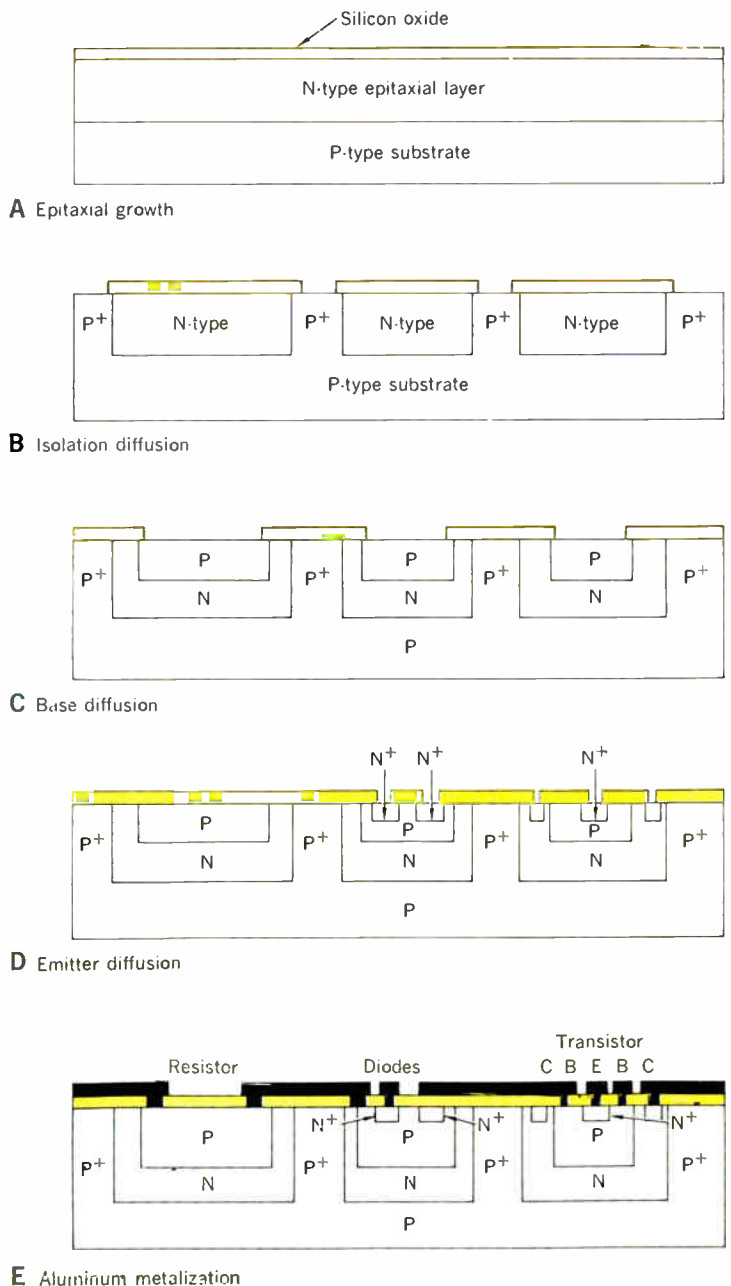 Silicon oxide
N-type epitaxial layer
P-type substrate
A Epitaxial growth
P+ N-type P+ N-type P+ N-type P+
P-type substrate
B Isolation diffusion
P P P
P+ P+ P+ P+
N N N
P
C Base diffusion
N+ N+ N+
P P P
P+ P+ P+ P+
N N N
P
D Emitter diffusion
Transistor
Resistor Diodes C B E B C
N+ N+ N+
P P P
P+ P+ P+ P+
N N N
P
E Aluminum metalization